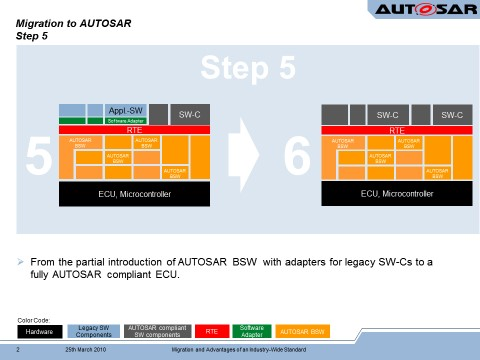 AUTOSAR
Migration to AUTOSAR
Step 5
Step 5
5
Appl.-SW
Software Adapter
SW-C
RTE
AUTOSAR
BSW
AUTOSAR
BSW
AUTOSAR
BSW
AUTOSAR
BSW
ECU, Microcontroller
6
SW-C
SW-C
RTE
AUTOSAR
BSW
AUTOSAR
BSW
AUTOSAR
BSW
AUTOSAR
BSW
ECU, Microcontroller
From the partial introduction of AUTOSAR BSW with adapters for legacy SW-Cs to a
fully AUTOSAR compliant ECU.
Color Code:
Hardware
Legacy SW
Components
AUTOSAR compliant
SW components
RTE
Software
Adapter
AUTOSAR BSW
2
25th March 2010
Migration and Advantages of an Industry-Wide Standard